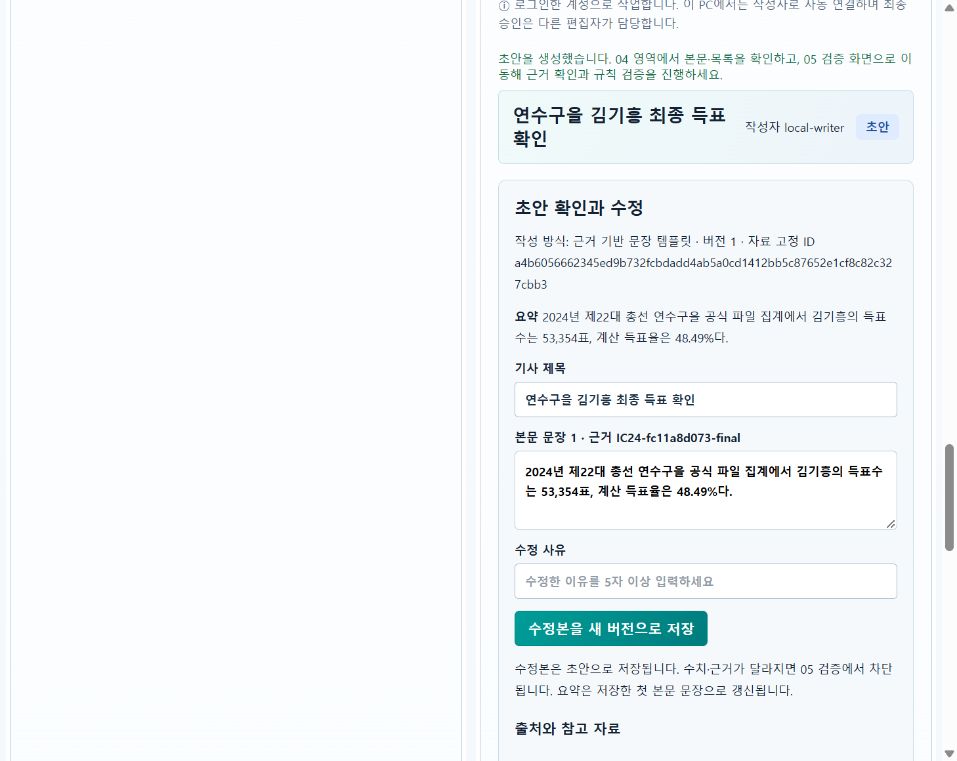 ⓘ 로그인한 계정으로 작업합니다. 이 PC에서는 작성자로 자동 연결하며 최종
승인은 다른 편집자가 담당합니다.
초안을 생성했습니다. 04 영역에서 본문·목록을 확인하고, 05 검증 화면으로 이
동해 근거 확인과 규칙 검증을 진행하세요.
연수구을 김기흥 최종 득표
확인
작성자 local-writer
초안
초안 확인과 수정
작성 방식: 근거 기반 문장 템플릿 · 버전 1 · 자료 고정 ID
a4b6056662345ed9b732fcbdadd4ab5a0cd1412bb5c87652e1cf8c82c32
7cbb3
요약 2024년 제22대 총선 연수구을 공식 파일 집계에서 김기흥의 득표
수는 53,354표, 계산 득표율은 48.49%다.
기사 제목
연수구을 김기흥 최종 득표 확인
본문 문장 1 · 근거 IC24-fc11a8d073-final
2024년 제22대 총선 연수구을 공식 파일 집계에서 김기흥의 득표수
는 53,354표, 계산 득표율은 48.49%다.
수정 사유
수정한 이유를 5자 이상 입력하세요
수정본을 새 버전으로 저장
수정본은 초안으로 저장됩니다. 수치·근거가 달라지면 05 검증에서 차단
됩니다. 요약은 저장한 첫 본문 문장으로 갱신됩니다.
출처와 참고 자료